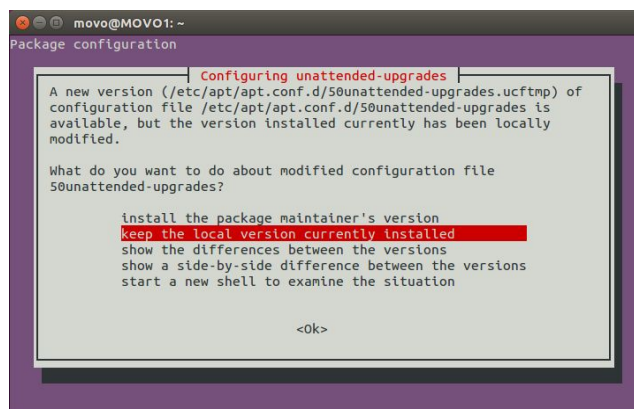 movo@MOVO1: ~
Package configuration
Configuring unattended-upgrades
A new version (/etc/apt/apt.conf.d/50unattended-upgrades.ucftmp) of
configuration file /etc/apt/apt.conf.d/50unattended-upgrades is
available, but the version installed currently has been locally
modified.
What do you want to do about modified configuration file
50unattended-upgrades?
install the package maintainer's version
keep the local version currently installed
show the differences between the versions
show a side-by-side difference between the versions
start a new shell to examine the situation
<Ok>